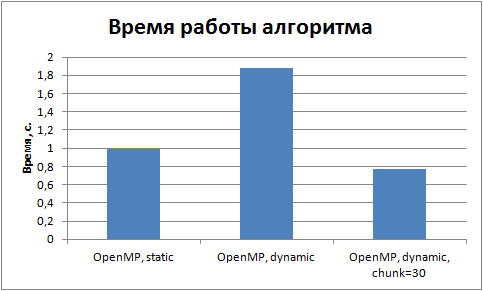 Время работы алгоритма
Время, с.
2
1,8
1,6
1,4
1,2
1
0,8
0,6
0,4
0,2
0
OpenMP, static
OpenMP, dynamic
OpenMP, dynamic,
chunk=30